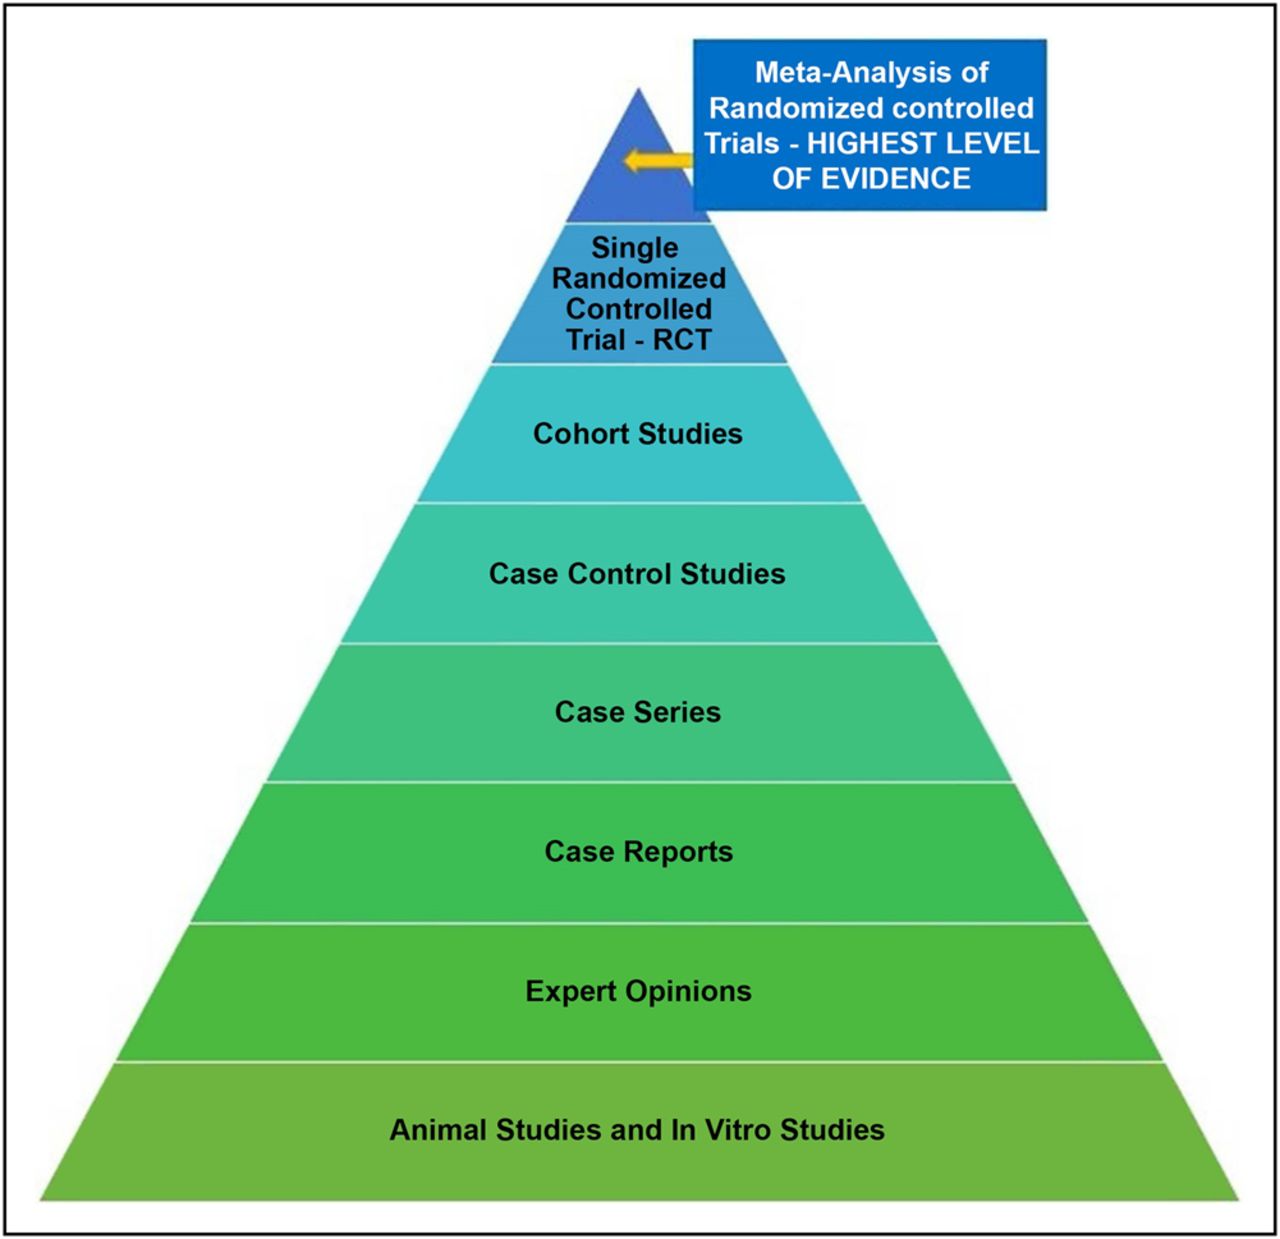 Meta-Analysis of
Randomized controlled
Trials - HIGHEST LEVEL
OF EVIDENCE
Single
Randomized
Controlled
Trial - RCT
Cohort Studies
Case Control Studies
Case Series
Case Reports
Expert Opinions
Animal Studies and In Vitro Studies